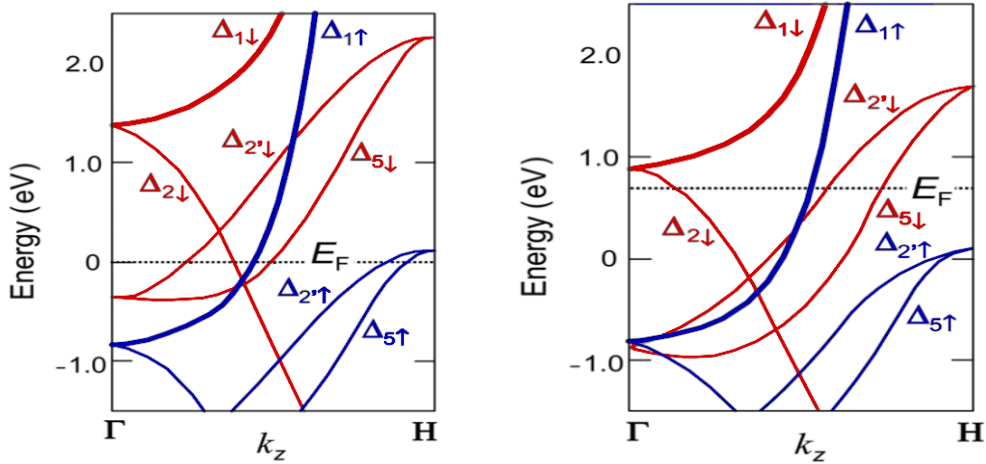 Δ1↓
Δ1↑
2.0
Δ2'↓
Δ5↓
1.0
Δ2↓
Energy (eV)
EF
0
Δ2'↑
Δ5↑
−1.0
Γ
kz
H
Δ1↓
Δ1↑
2.0
Δ2'↓
1.0
EF
Δ2↓
Δ5↓
Energy (eV)
Δ2'↑
0
Δ5↑
−1.0
Γ
kz
H